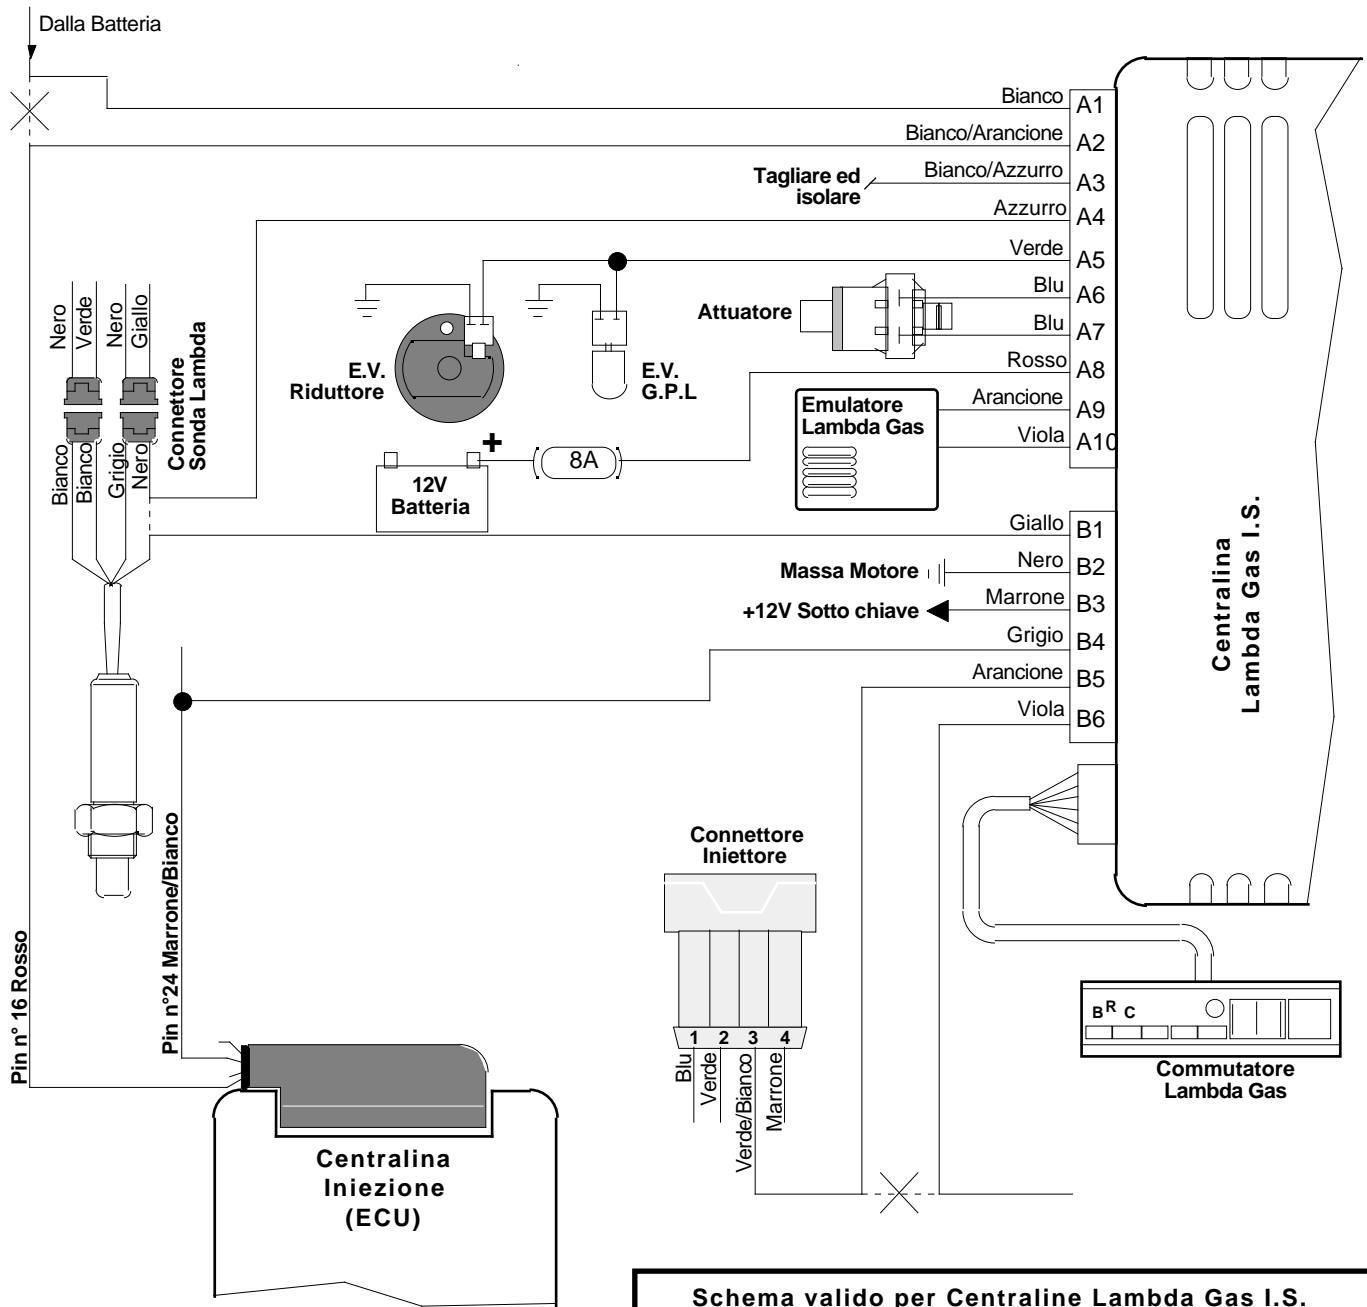 Dalla Batteria
Bianco A1
Bianco/Arancione A2
Bianco/Azzurro A3
Tagliare ed
isolare
Azzurro A4
Verde A5
Blu A6
Attuatore
Blu A7
Rosso A8
Arancione A9
Viola A10
Nero
Verde
Nero
Giallo
Connettore
Sonda Lambda
Bianco
Bianco
Grigio
Nero
E.V.
Riduttore
E.V.
G.P.L
Emulatore
Lambda Gas
+
8A
12V
Batteria
Giallo B1
Massa Motore
Nero B2
+12V Sotto chiave
Marrone B3
Grigio B4
Arancione B5
Viola B6
Centralina
Lambda Gas I.S.
Connettore
Iniettore
1 2 3 4
Blu
Verde
Verde/Bianco
Marrone
B R C
Commutatore
Lambda Gas
Pin n° 16 Rosso
Pin n°24 Marrone/Bianco
Centralina
Iniezione
(ECU)
Schema valido per Centraline Lambda Gas I.S.